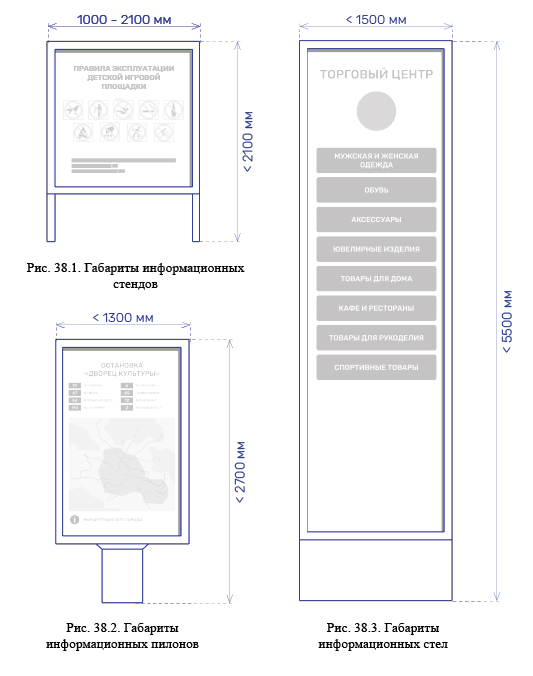 1000 - 2100 мм
ПРАВИЛА ЭКСПЛУАТАЦИИ
ДЕТСКОЙ ИГРОВОЙ
ПЛОЩАДКИ
< 2100 мм
Рис. 38.1. Габариты информационных
стендов
< 1300 мм
ОСТАНОВКА
«ДВОРЕЦ КУЛЬТУРЫ»
i
< 2700 мм
Рис. 38.2. Габариты
информационных пилонов
< 1500 мм
ТОРГОВЫЙ ЦЕНТР
МУЖСКАЯ И ЖЕНСКАЯ
ОДЕЖДА
ОБУВЬ
АКСЕССУАРЫ
ЮВЕЛИРНЫЕ ИЗДЕЛИЯ
ТОВАРЫ ДЛЯ ДОМА
КАФЕ И РЕСТОРАНЫ
ТОВАРЫ ДЛЯ РУКОДЕЛИЯ
СПОРТИВНЫЕ ТОВАРЫ
< 5500 мм
Рис. 38.3. Габариты
информационных стел